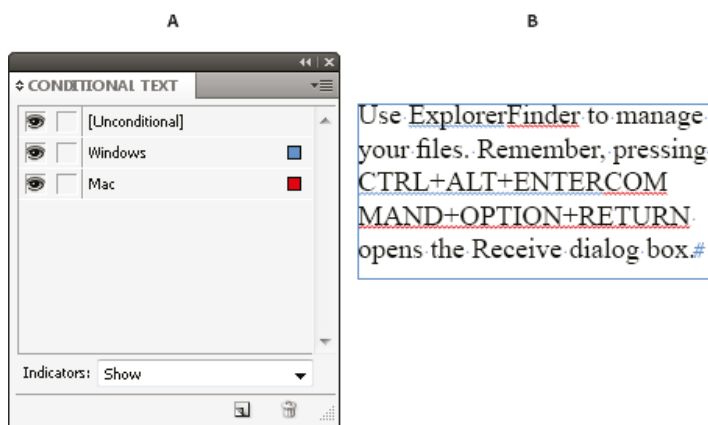 A
B
CONDITIONAL TEXT
[Unconditional]
Windows
Mac
Indicators: Show
Use ExplorerFinder to manage
your files. Remember, pressing
CTRL+ALT+ENTERCOM
MAND+OPTION+RETURN
opens the Receive dialog box.#